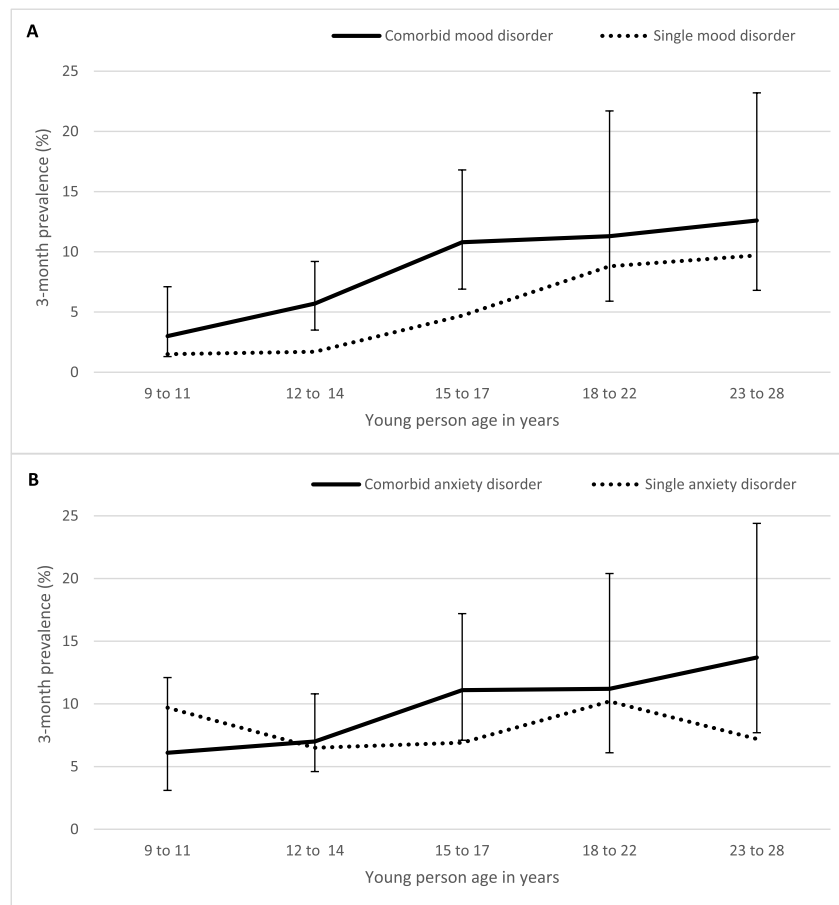 A
Comorbid mood disorder
Single mood disorder
25
20
15
10
5
0
3-month prevalence (%)
9 to 11
12 to 14
15 to 17
18 to 22
23 to 28
Young person age in years
B
Comorbid anxiety disorder
Single anxiety disorder
25
20
15
10
5
0
3-month prevalence (%)
9 to 11
12 to 14
15 to 17
18 to 22
23 to 28
Young person age in years